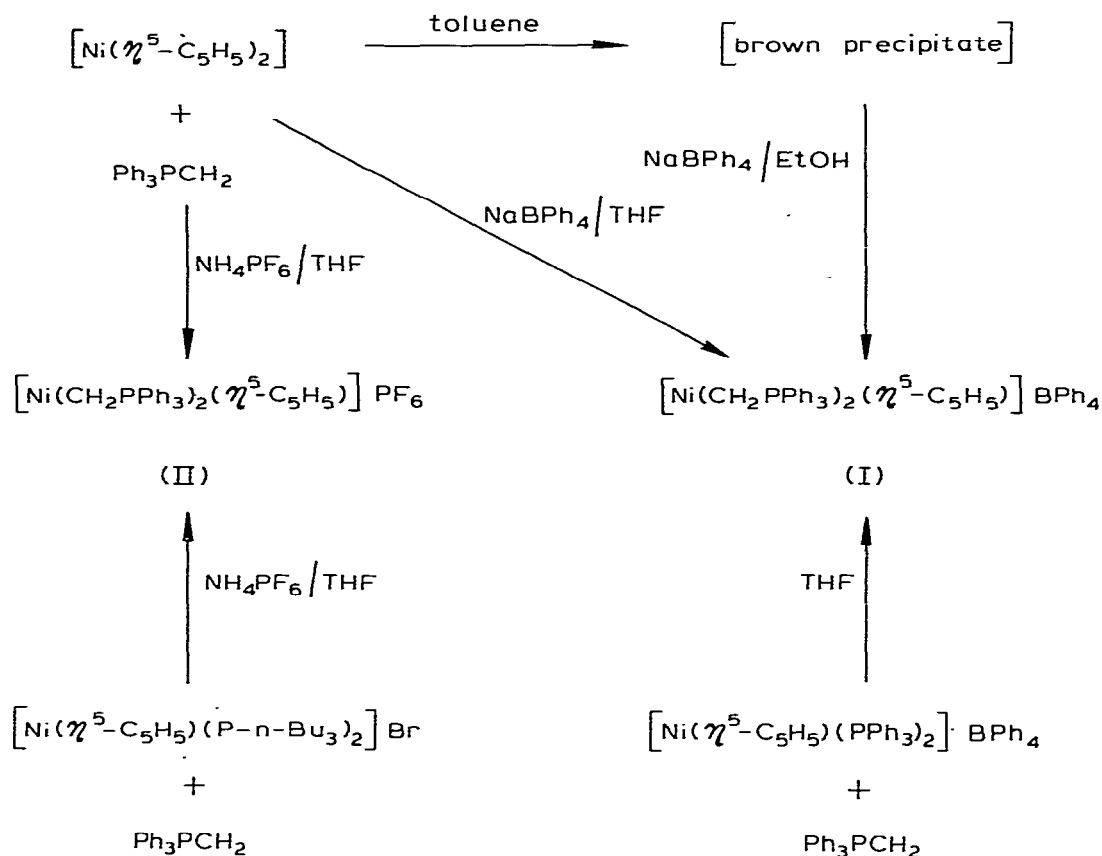 toluene
[Ni(η⁵-C₅H₅)₂]
[brown precipitate]
+
Ph₃PCH₂
NaBPh₄/EtOH
NaBPh₄/THF
NH₄PF₆/THF
[Ni(CH₂PPh₃)₂(η⁵-C₅H₅)] PF₆
[Ni(CH₂PPh₃)₂(η⁵-C₅H₅)] BPh₄
(II)
(I)
NH₄PF₆/THF
THF
[Ni(η⁵-C₅H₅)(P-n-Bu₃)₂] Br
[Ni(η⁵-C₅H₅)(PPh₃)₂] BPh₄
+
+
Ph₃PCH₂
Ph₃PCH₂